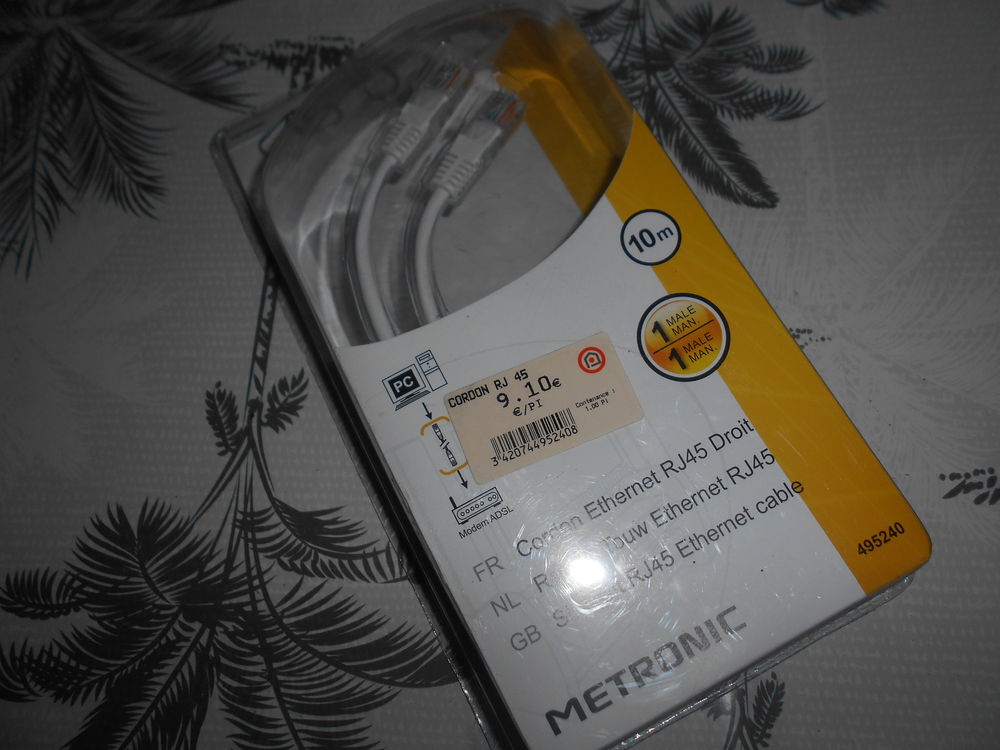 10m
1 MALE
MAN.
1 MALE
MAN.
PC
CORDON RJ 45
9.10€
€/PI
Contenance :
1.00 PI
3 420744 952408
Modem ADSL
FR Cordon Ethernet RJ45 Droit
NL Ethernet RJ45
GB RJ45 Ethernet cable
495240
METRONIC